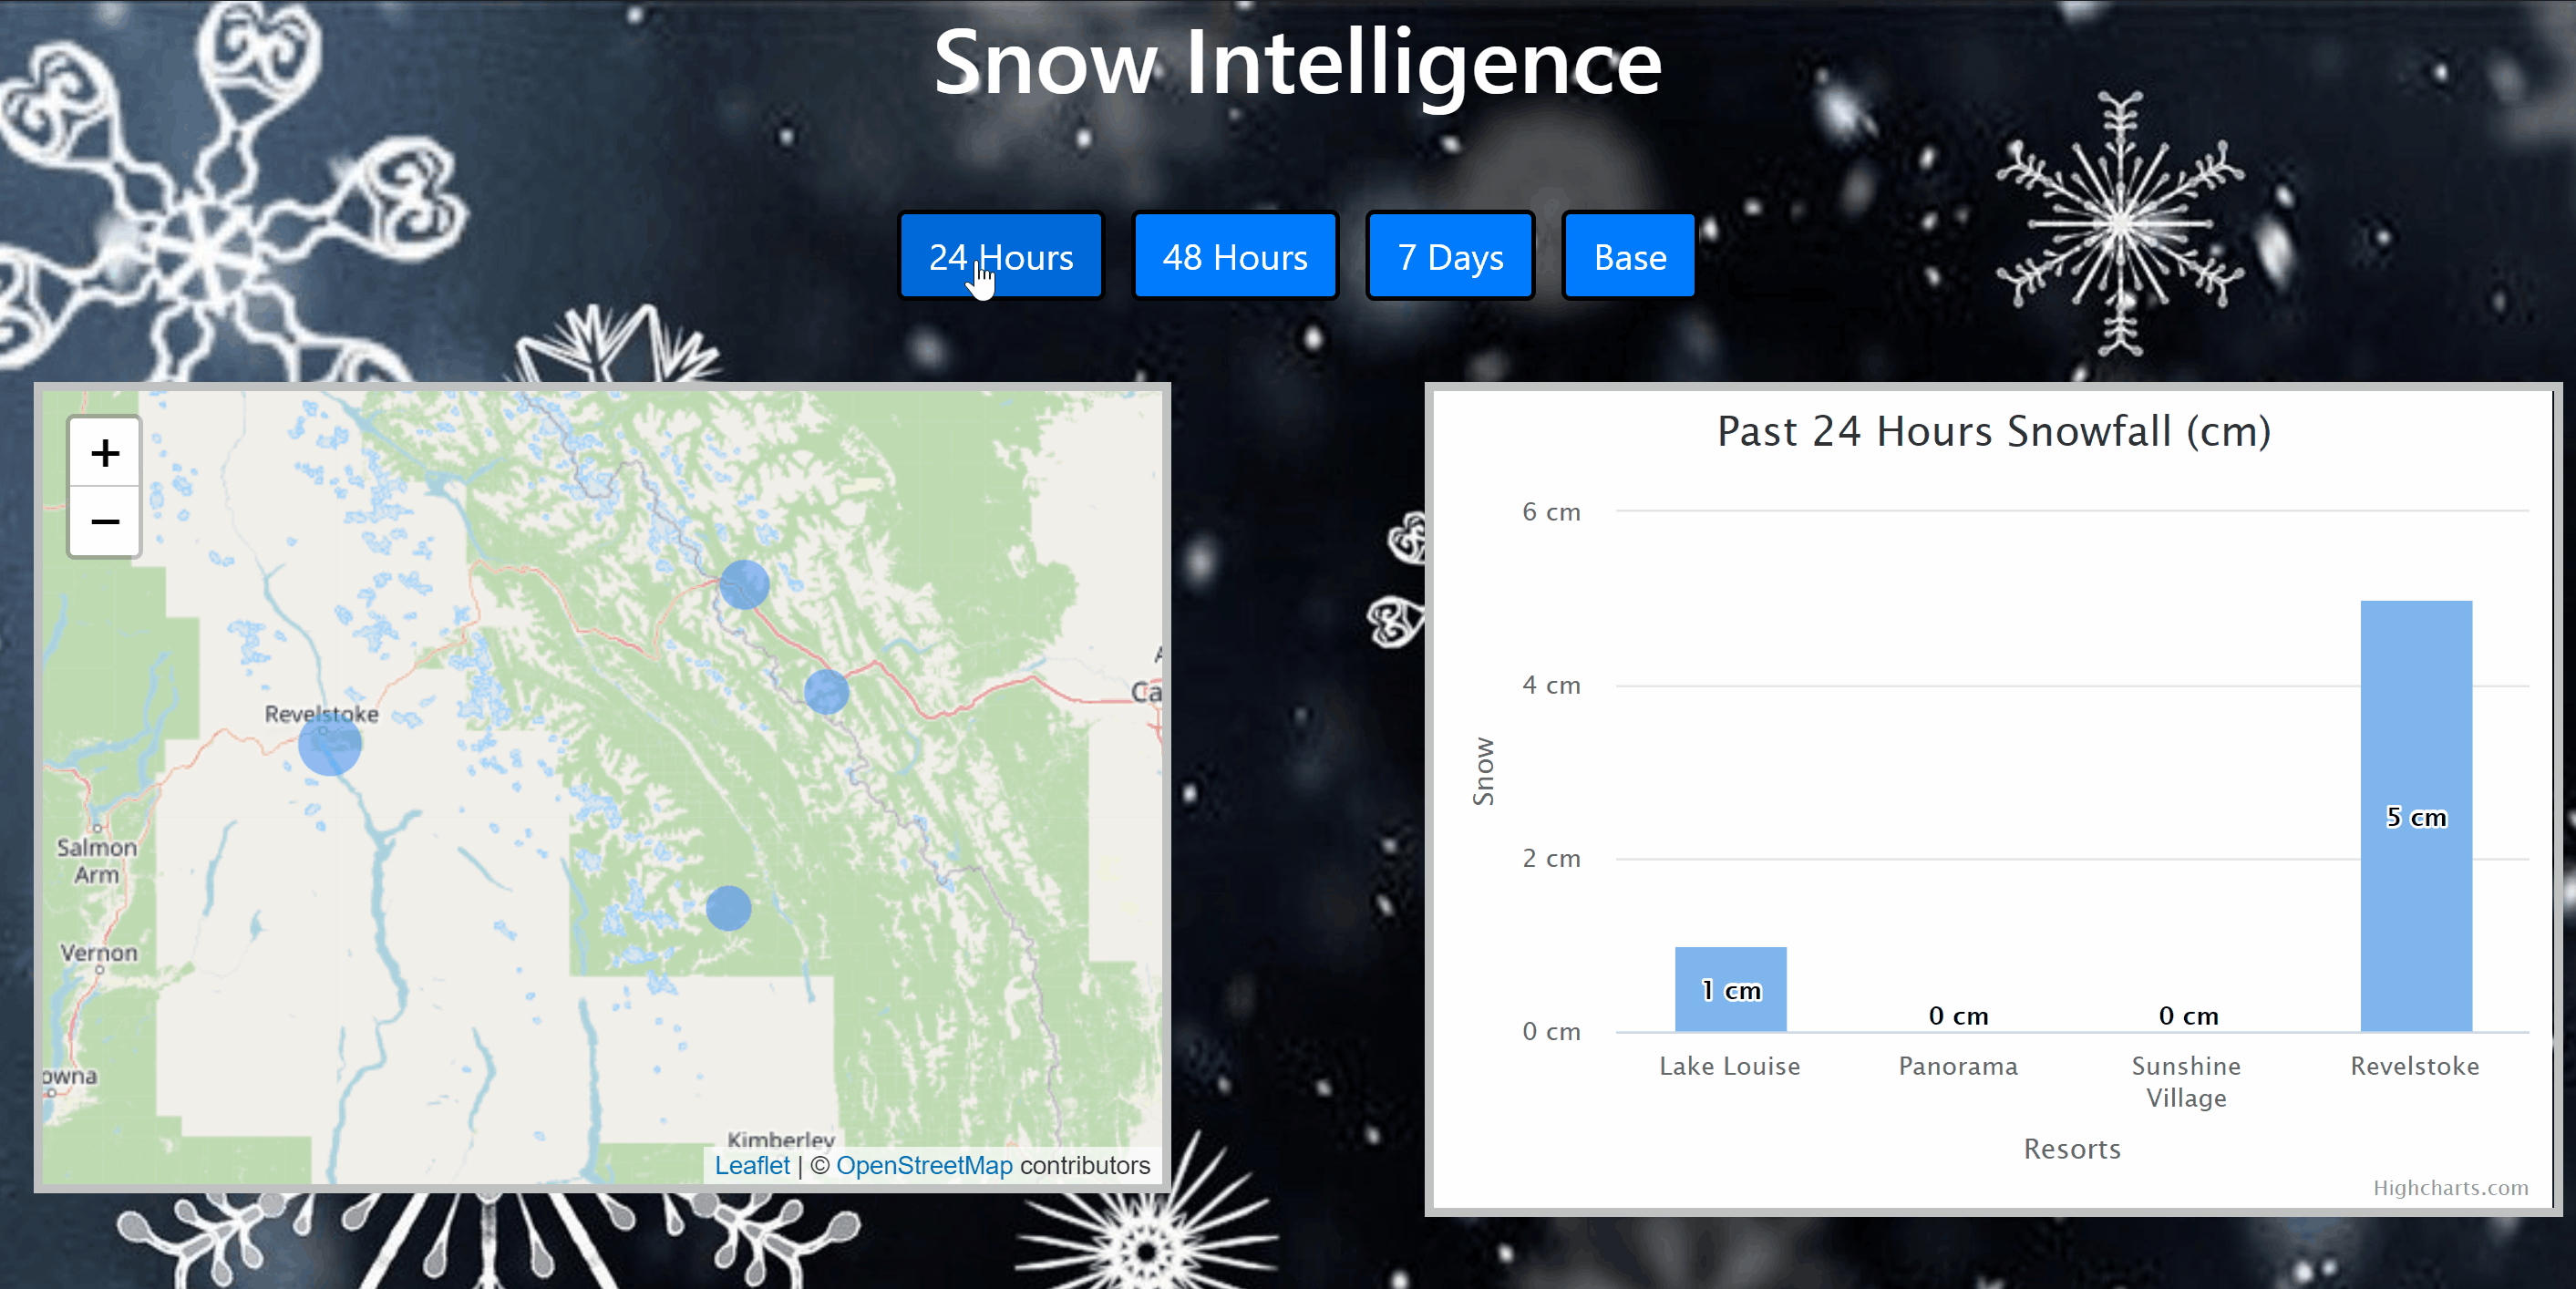 Snow Intelligence
24 Hours
48 Hours
7 Days
Base
+
−
Revelstoke
Salmon
Arm
Vernon
owna
Ca
Kimberley
Leaflet | © OpenStreetMap contributors
Past 24 Hours Snowfall (cm)
6 cm
4 cm
2 cm
0 cm
Snow
1 cm
0 cm
0 cm
5 cm
Lake Louise
Panorama
Sunshine
Village
Revelstoke
Resorts
Highcharts.com